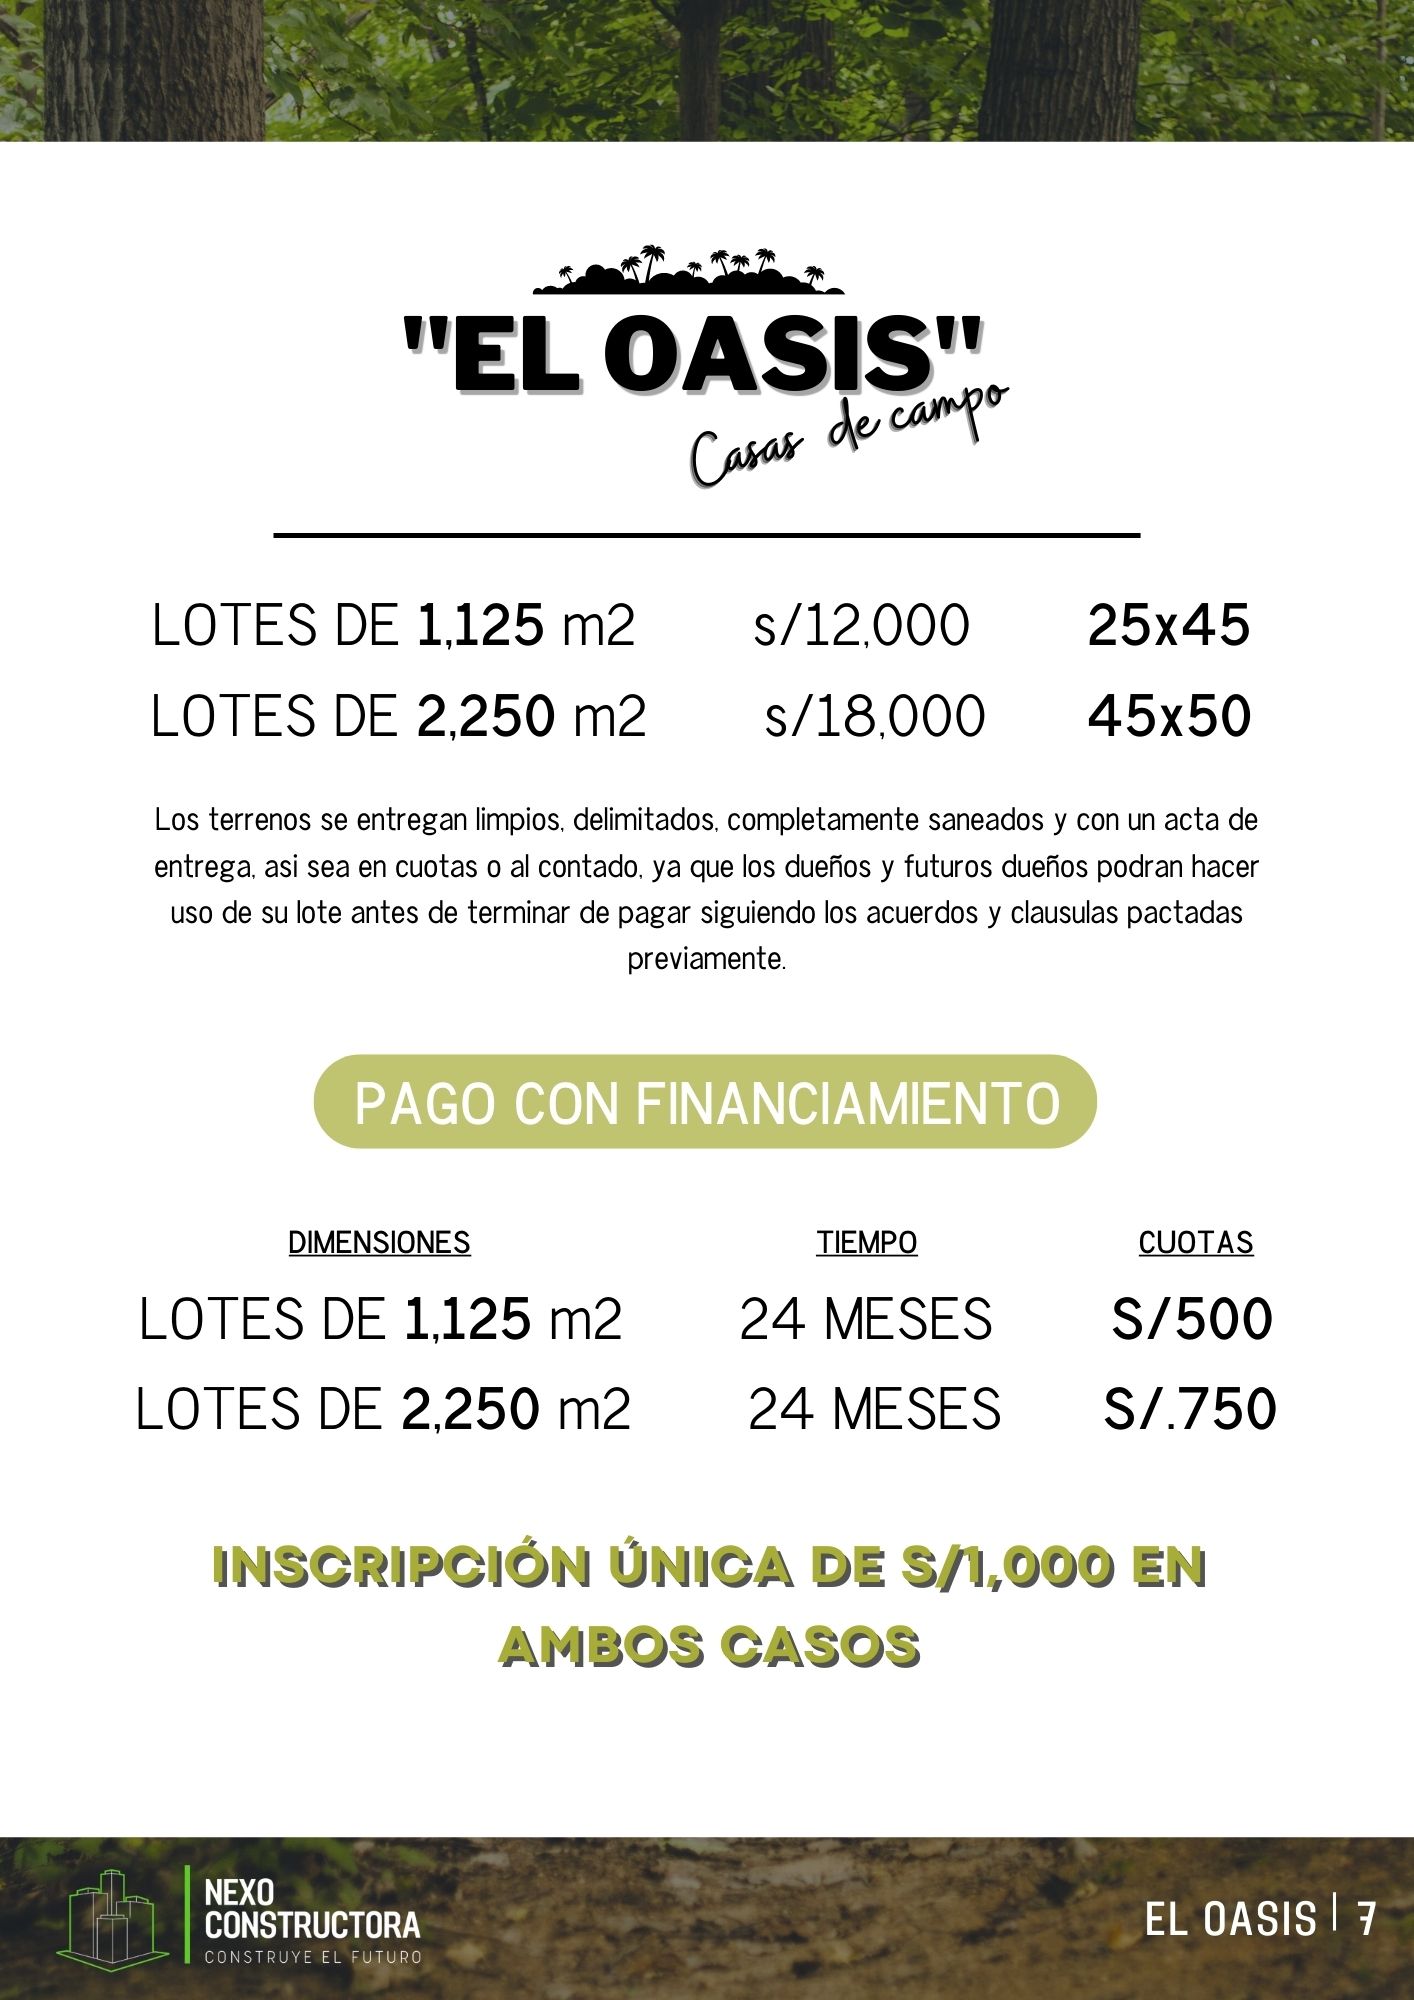 "EL OASIS"
Casas de campo
LOTES DE 1,125 m2 s/12,000 25x45
LOTES DE 2,250 m2 s/18,000 45x50
Los terrenos se entregan limpios, delimitados, completamente saneados y con un acta de
entrega, asi sea en cuotas o al contado, ya que los dueños y futuros dueños podran hacer
uso de su lote antes de terminar de pagar siguiendo los acuerdos y clausulas pactadas
previamente.
PAGO CON FINANCIAMIENTO
DIMENSIONES TIEMPO CUOTAS
LOTES DE 1,125 m2 24 MESES S/500
LOTES DE 2,250 m2 24 MESES S/.750
INSCRIPCIÓN ÚNICA DE S/1,000 EN
AMBOS CASOS
NEXO
CONSTRUCTORA
CONSTRUYE EL FUTURO
EL OASIS | 7